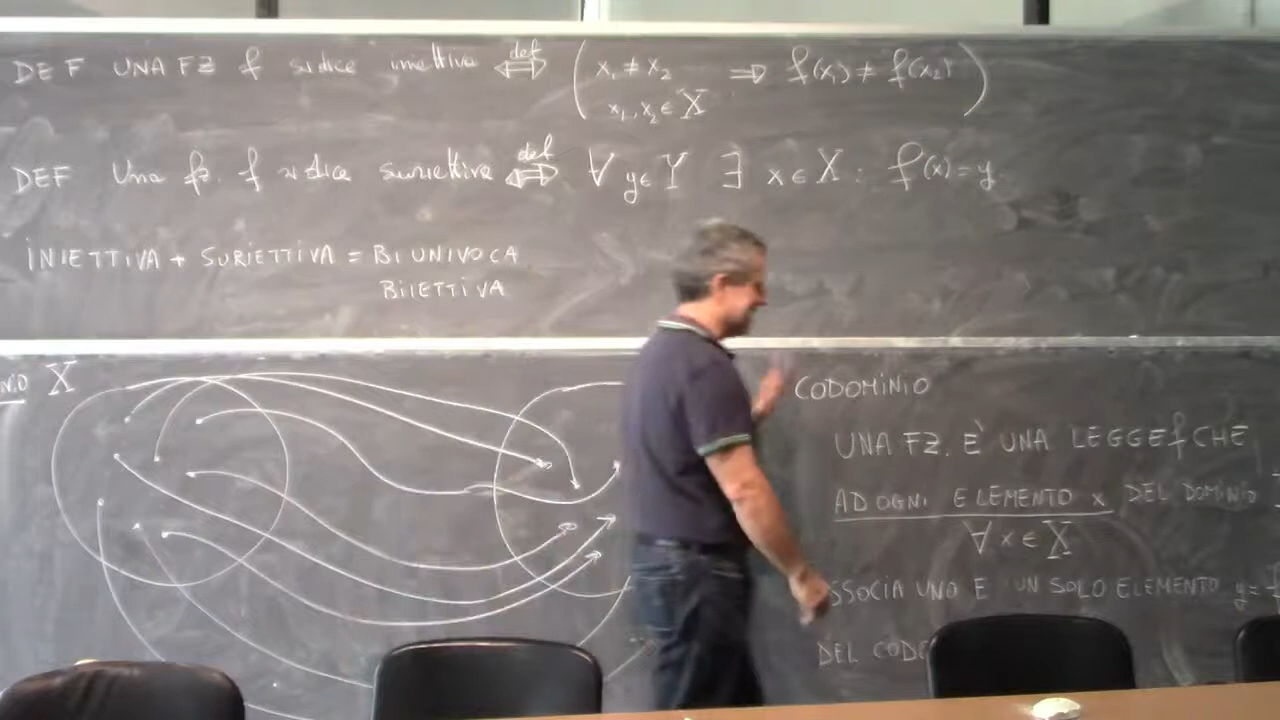 DEF UNA FZ f si dice iniettiva ⟺ def ( x₁ ≠ x₂ ⟹ f(x₁) ≠ f(x₂) )
x₁, x₂ ∈ X
DEF Una fz. f si dice suriettiva ⟺ def ∀ y ∈ Y ∃ x ∈ X : f(x) = y
INIETTIVA + SURIETTIVA = BIUNIVOCA
BIIETTIVA
NIO X
CODOMINIO
UNA FZ. E' UNA LEGGE f CHE
AD OGNI ELEMENTO x DEL DOMINIO
∀ x ∈ X
SSOCIA UNO E UN SOLO ELEMENTO y =
DEL CODO